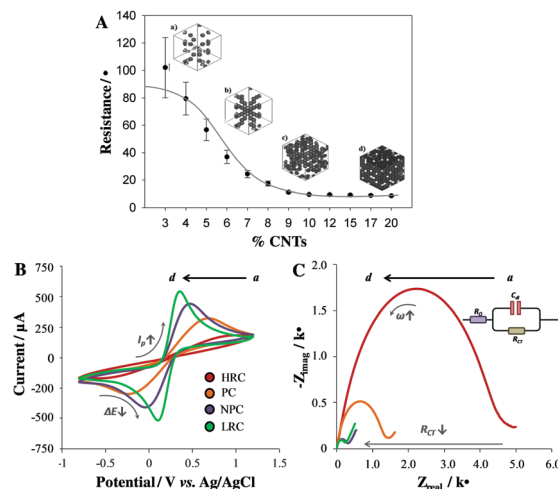 A
Resistance/•
140
120
100
80
60
40
20
0
a)
b)
c)
d)
3 4 5 6 7 8 9 10 12 15 17 20
% CNTs
B
d a
Current/ µA
750
500
250
0
-250
-500
-750
Ip↑
ΔE↓
HRC
PC
NPC
LRC
-1 -0.5 0 0.5 1 1.5
Potential/ V vs. Ag/AgCl
C
d a
-Zimag/ k•
2.0
1.5
1.0
0.5
0
ω↑
RΩ
Cdl
RCT
RCT↓
0 1.0 2.0 3.0 4.0 5.0 6.0
Zreal / k•